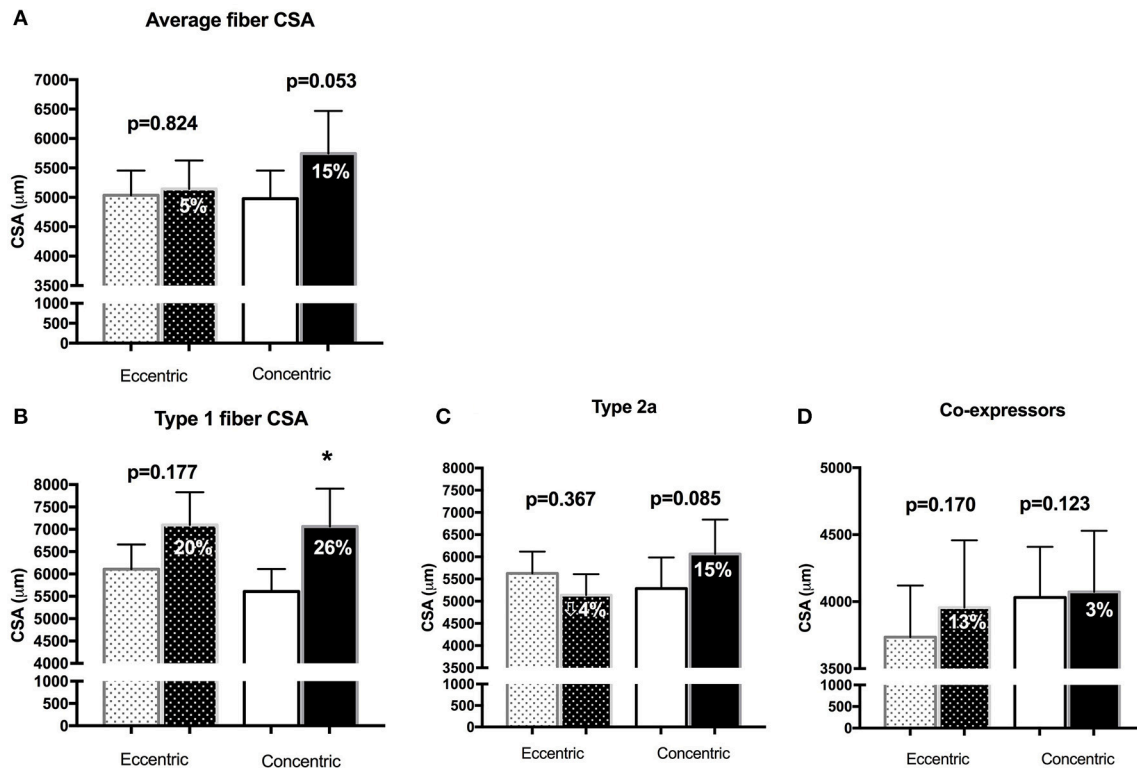 A
Average fiber CSA
7000
6500
6000
5500
5000
4500
4000
3500
1000
500
0
CSA (μm)
p=0.824
p=0.053
5%
15%
Eccentric
Concentric
B
Type 1 fiber CSA
8000
7500
7000
6500
6000
5500
5000
4500
4000
1000
500
0
CSA (μm)
p=0.177
*
20%
26%
Eccentric
Concentric
C
Type 2a
8000
7500
7000
6500
6000
5500
5000
4500
4000
3500
1000
500
0
CSA (μm)
p=0.367
p=0.085
⇩4%
15%
Eccentric
Concentric
D
Co-expressors
5000
4500
4000
3500
1000
500
0
CSA (μm)
p=0.170
p=0.123
13%
3%
Eccentric
Concentric